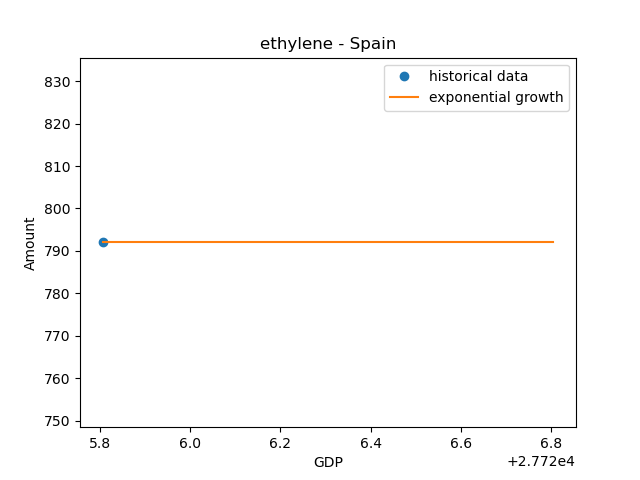 ethylene - Spain
historical data
exponential growth
830
820
810
800
790
780
770
760
750
Amount
5.8
6.0
6.2
6.4
6.6
6.8
+2.772e4
GDP